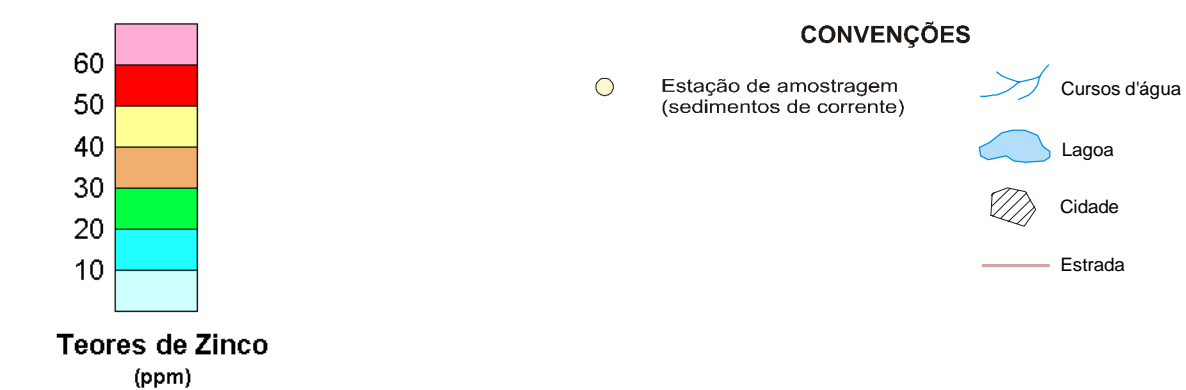 60
50
40
30
20
10
Teores de Zinco
(ppm)
CONVENÇÕES
Estação de amostragem
(sedimentos de corrente)
Cursos d'água
Lagoa
Cidade
Estrada